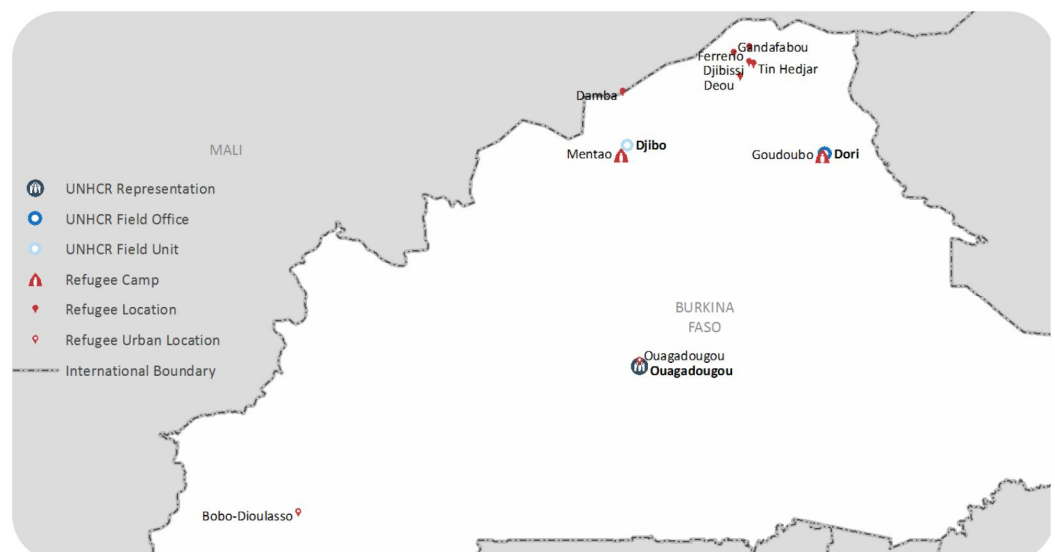 Gandafabou
Ferrerio
Djibissi
Tin Hedjar
Deou
Damba
MALI
Djibo
Mentao
Goudoubo
Dori
UNHCR Representation
UNHCR Field Office
UNHCR Field Unit
Refugee Camp
Refugee Location
Refugee Urban Location
International Boundary
BURKINA
FASO
Ouagadougou
Ouagadougou
Bobo-Dioulasso